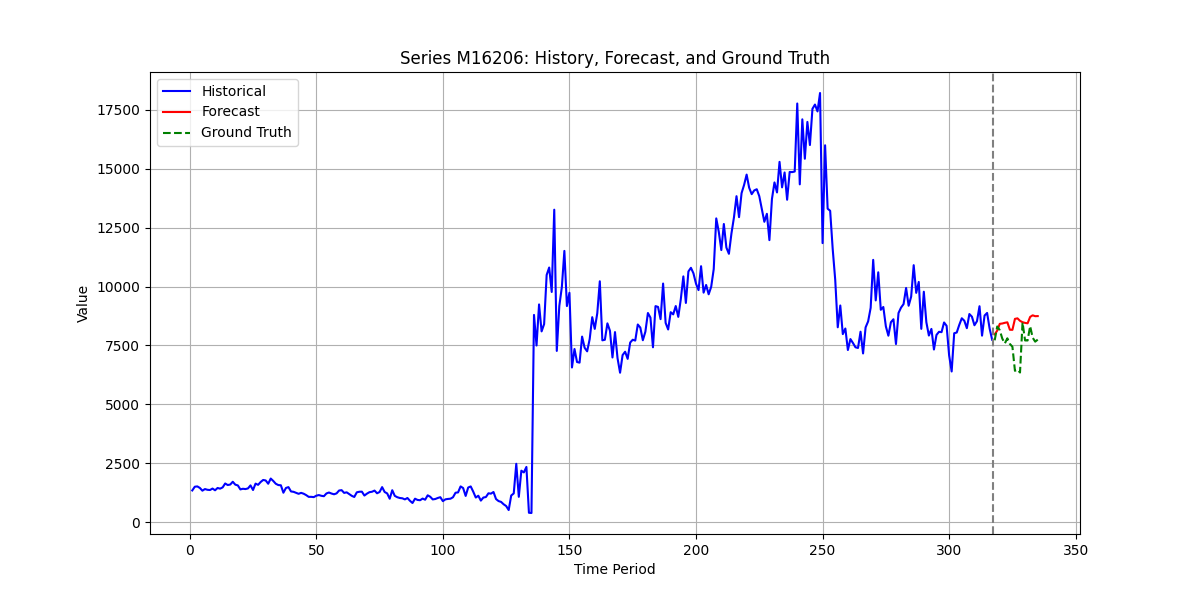 Series M16206: History, Forecast, and Ground Truth
Historical
Forecast
Ground Truth
17500
15000
12500
10000
7500
5000
2500
0
Value
0 50 100 150 200 250 300 350
Time Period